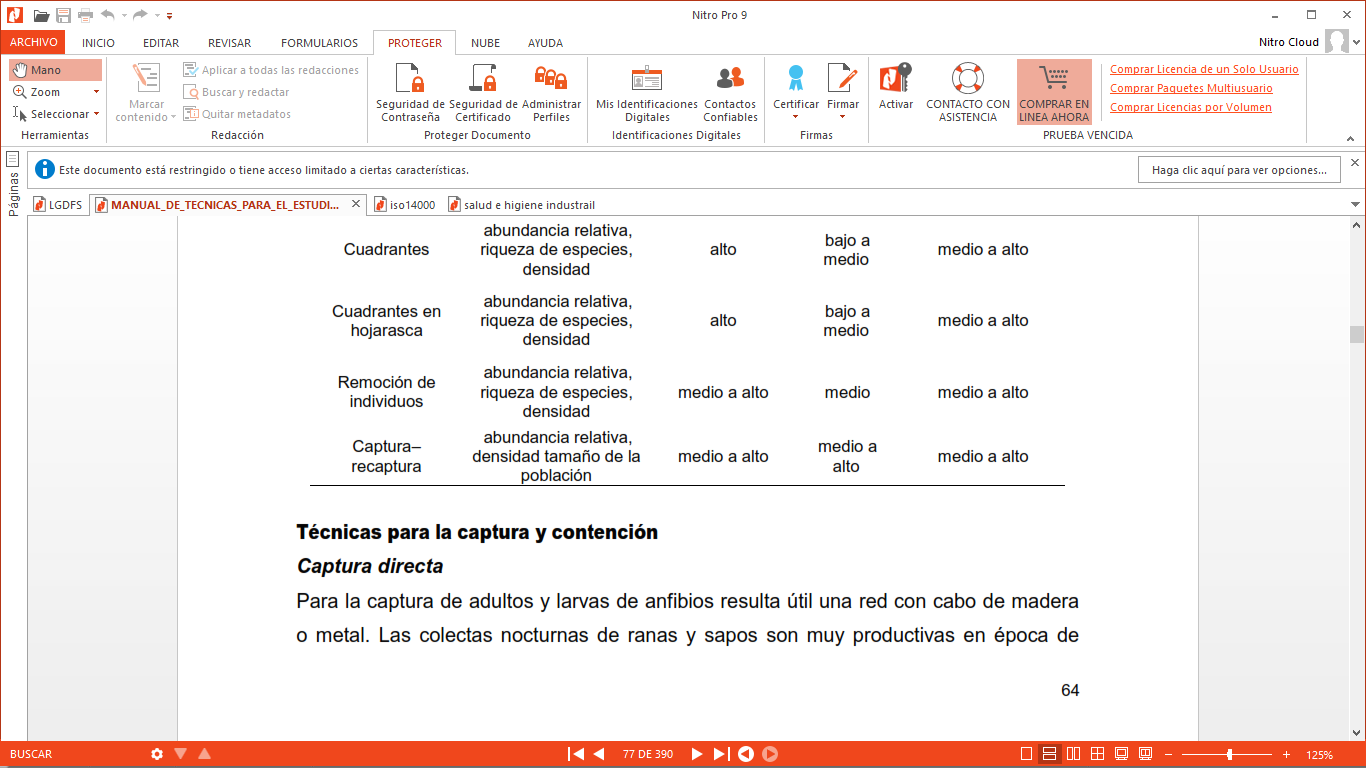 Nitro Pro 9
ARCHIVO INICIO EDITAR REVISAR FORMULARIOS PROTEGER NUBE AYUDA Nitro Cloud
Mano
Zoom
Seleccionar
Herramientas
Marcar
contenido
Aplicar a todas las redacciones
Buscar y redactar
Quitar metadatos
Redacción
Seguridad de
Contraseña
Seguridad de
Certificado
Administrar
Perfiles
Proteger Documento
Mis Identificaciones
Digitales
Contactos
Confiables
Identificaciones Digitales
Certificar
Firmar
Firmas
Activar
CONTACTO CON
ASISTENCIA
COMPRAR EN
LINEA AHORA
Comprar Licencia de un Solo Usuario
Comprar Paquetes Multiusuario
Comprar Licencias por Volumen
PRUEBA VENCIDA
Páginas
Este documento está restringido o tiene acceso limitado a ciertas características.
Haga clic aquí para ver opciones...
LGDFS MANUAL_DE_TECNICAS_PARA_EL_ESTUDI... iso14000 salud e higiene industrail
Cuadrantes
abundancia relativa,
riqueza de especies,
densidad
alto
bajo a
medio
medio a alto
Cuadrantes en
hojarasca
abundancia relativa,
riqueza de especies,
densidad
alto
bajo a
medio
medio a alto
Remoción de
individuos
abundancia relativa,
riqueza de especies,
densidad
medio a alto
medio
medio a alto
Captura–
recaptura
abundancia relativa,
densidad tamaño de la
población
medio a alto
medio a
alto
medio a alto
Técnicas para la captura y contención
Captura directa
Para la captura de adultos y larvas de anfibios resulta útil una red con cabo de madera
o metal. Las colectas nocturnas de ranas y sapos son muy productivas en época de
64
BUSCAR 77 DE 390 125%